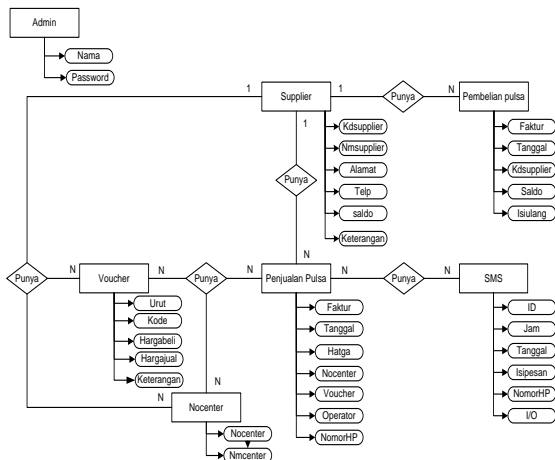 Admin
Nama
Password
1 Supplier 1 Punya N Pembelian pulsa
1
Kdsupplier
Nmsupplier
Alamat
Telp
saldo
Keterangan
Faktur
Tanggal
Kdsupplier
Saldo
Isiulang
Punya
N
Punya N Voucher N Punya N Penjualan Pulsa N Punya N SMS
Urut
Kode
Hargabeli
Hargajual
Keterangan
Faktur
Tanggal
Hatga
Nocenter
Voucher
Operator
NomorHP
ID
Jam
Tanggal
Isipesan
NomorHP
I/O
N
N
Nocenter
Nocenter
Nmcenter